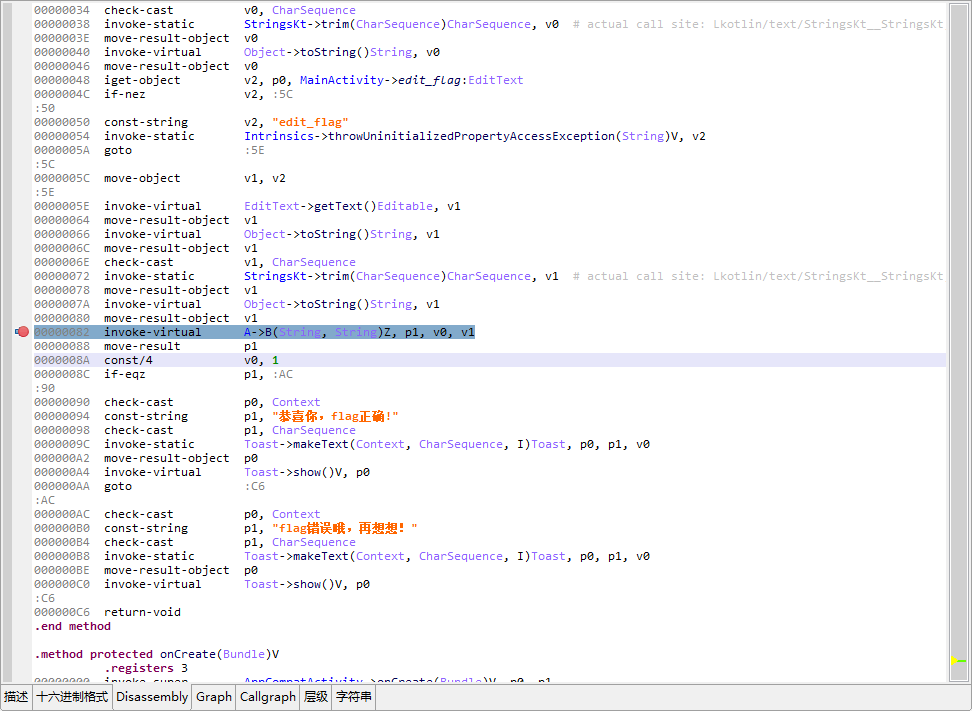 00000034 check-cast v0, CharSequence
00000038 invoke-static StringsKt->trim(CharSequence)CharSequence, v0 # actual call site: Lkotlin/text/StringsKt__StringsKt
0000003E move-result-object v0
00000040 invoke-virtual Object->toString()String, v0
00000046 move-result-object v0
00000048 iget-object v2, p0, MainActivity->edit_flag:EditText
0000004C if-nez v2, :5C
:50
00000050 const-string v2, "edit_flag"
00000054 invoke-static Intrinsics->throwUninitializedPropertyAccessException(String)V, v2
0000005A goto :5E
:5C
0000005C move-object v1, v2
:5E
0000005E invoke-virtual EditText->getText()Editable, v1
00000064 move-result-object v1
00000066 invoke-virtual Object->toString()String, v1
0000006C move-result-object v1
0000006E check-cast v1, CharSequence
00000072 invoke-static StringsKt->trim(CharSequence)CharSequence, v1 # actual call site: Lkotlin/text/StringsKt__StringsKt
00000078 move-result-object v1
0000007A invoke-virtual Object->toString()String, v1
00000080 move-result-object v1
00000082 invoke-virtual A->B(String, String)Z, p1, v0, v1
00000088 move-result p1
0000008A const/4 v0, 1
0000008C if-eqz p1, :AC
:90
00000090 check-cast p0, Context
00000094 const-string p1, "恭喜你，flag正确!"
00000098 check-cast p1, CharSequence
0000009C invoke-static Toast->makeText(Context, CharSequence, I)Toast, p0, p1, v0
000000A2 move-result-object p0
000000A4 invoke-virtual Toast->show()V, p0
000000AA goto :C6
:AC
000000AC check-cast p0, Context
000000B0 const-string p1, "flag错误哦，再想想！"
000000B4 check-cast p1, CharSequence
000000B8 invoke-static Toast->makeText(Context, CharSequence, I)Toast, p0, p1, v0
000000BE move-result-object p0
000000C0 invoke-virtual Toast->show()V, p0
:C6
000000C6 return-void
.end method
.method protected onCreate(Bundle)V
.registers 3
00000000 invoke-super AppCompatActivity->onCreate(Bundle)V, p0, p1
描述 十六进制格式 Disassembly Graph Callgraph 层级 字符串